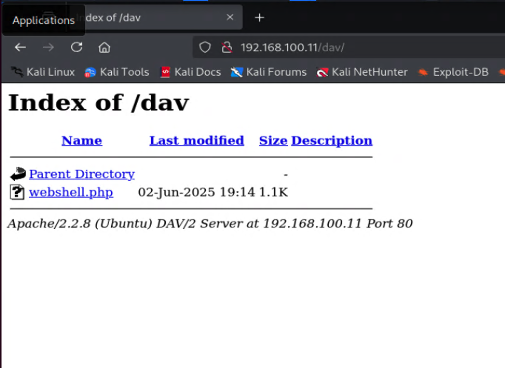 Applications
ndex of /dav
192.168.100.11/dav/
Kali Linux Kali Tools Kali Docs Kali Forums Kali NetHunter Exploit-DB
Index of /dav
Name Last modified Size Description
Parent Directory -
webshell.php 02-Jun-2025 19:14 1.1K
Apache/2.2.8 (Ubuntu) DAV/2 Server at 192.168.100.11 Port 80